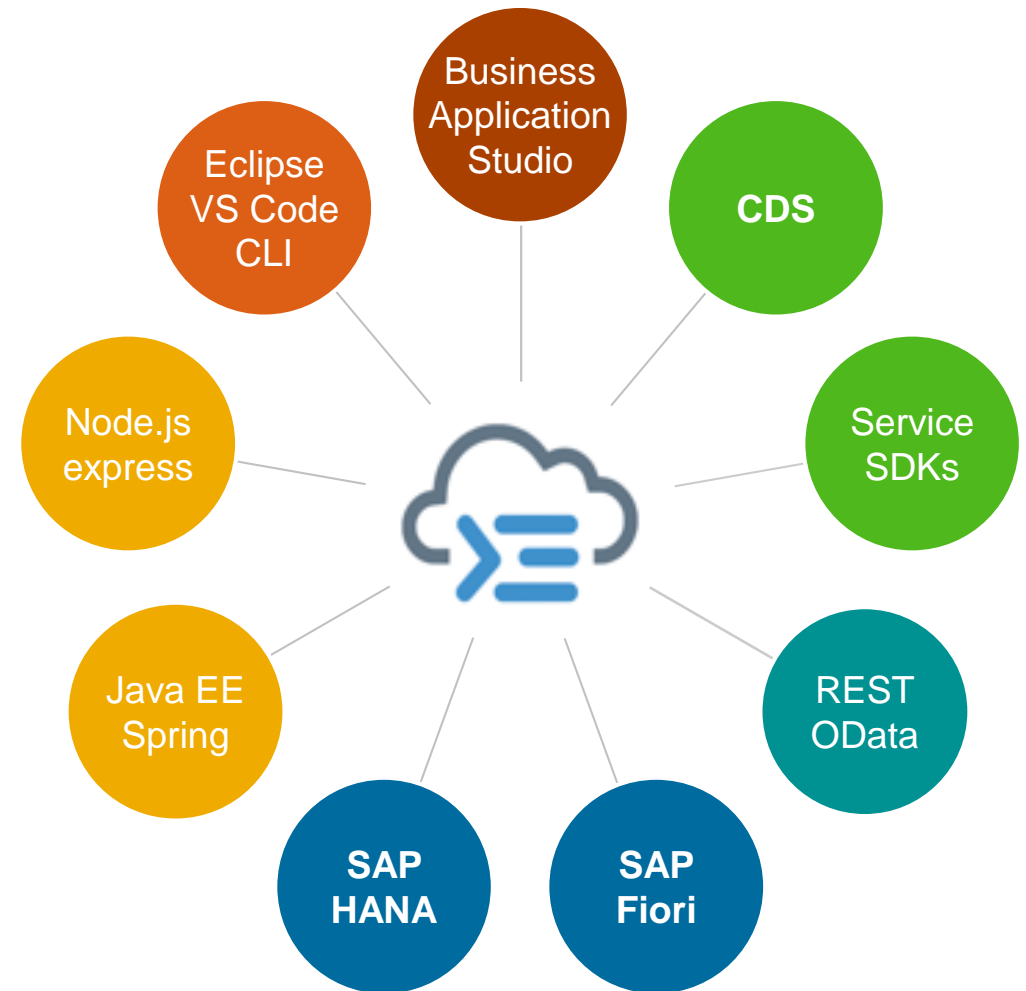 Business
Application
Studio
CDS
Service
SDKs
REST
OData
SAP
Fiori
SAP
HANA
Java EE
Spring
Node.js
express
Eclipse
VS Code
CLI